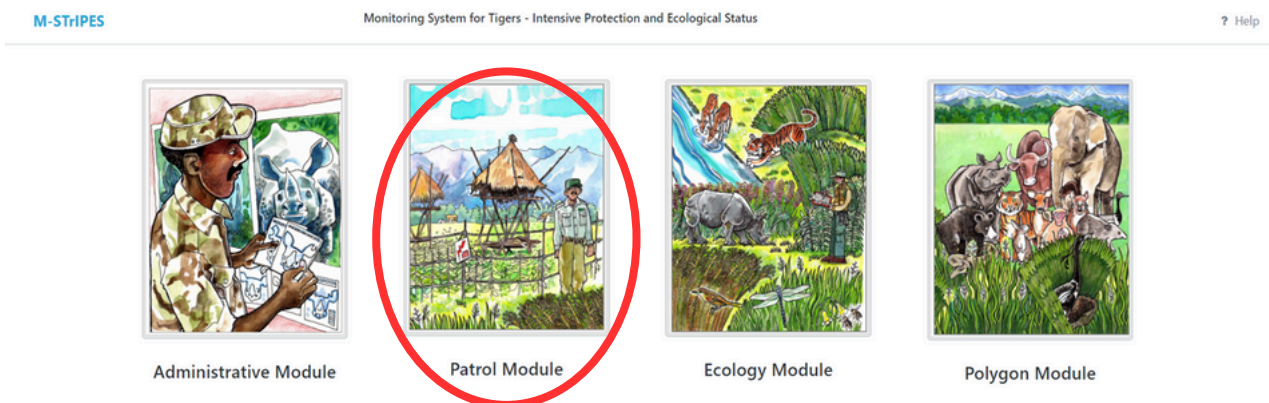 M-STrIPES
Monitoring System for Tigers - Intensive Protection and Ecological Status
? Help
Administrative Module
Patrol Module
Ecology Module
Polygon Module